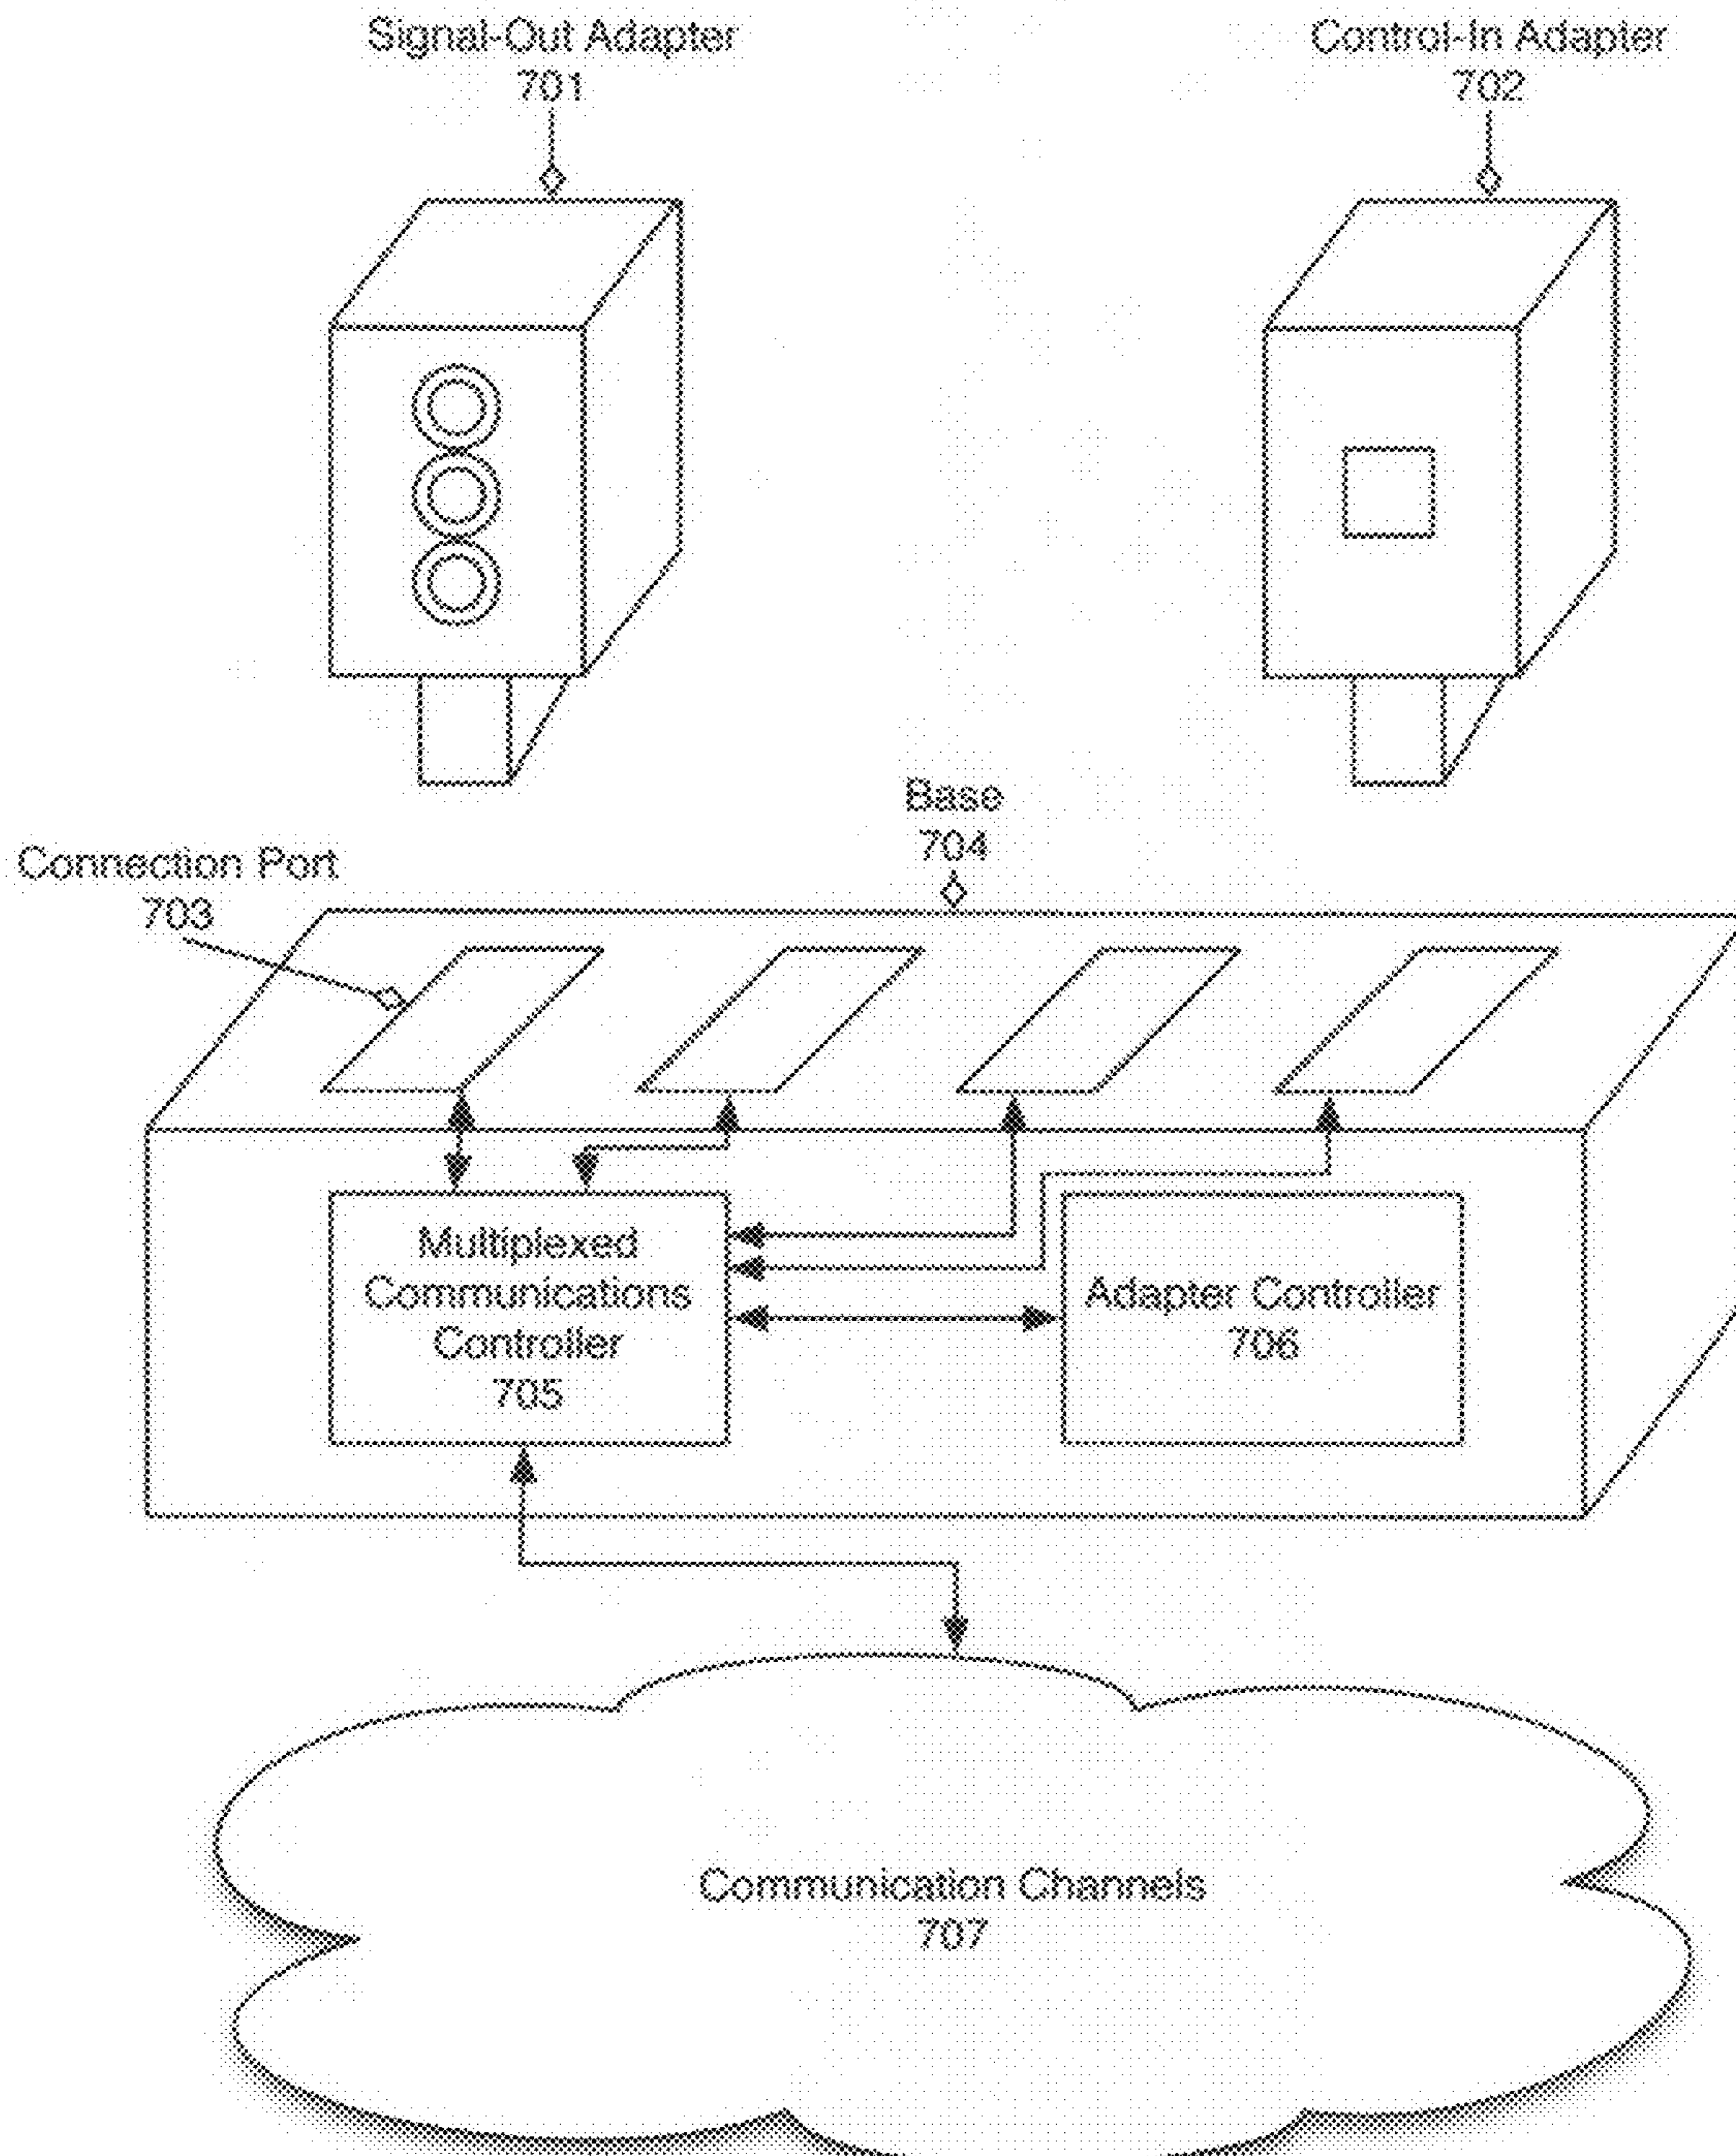 Signal-Out Adapter
701
Control-In Adapter
702
Base
704
Connection Port
703
Multiplexed
Communications
Controller
705
Adapter Controller
706
Communication Channels
707